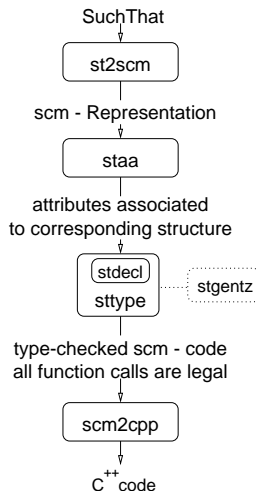 SuchThat
st2scm
scm - Representation
staa
attributes associated
to corresponding structure
stdecl
sttype
stgentz
type-checked scm - code
all function calls are legal
scm2cpp
C++ code